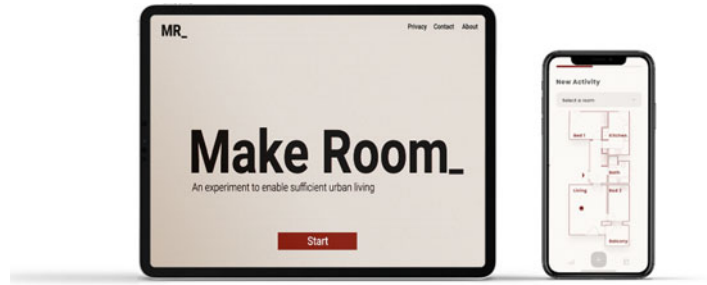 MR_
Privacy Contact About
Make Room_
An experiment to enable sufficient urban living
Start
New Activity
Select a room
Bed 1 Kitchen
Bath
Living Bed 2
Balcony